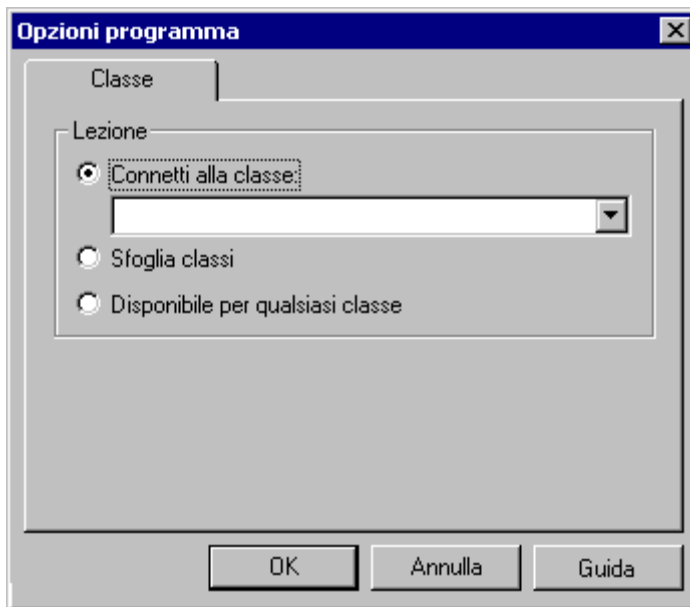 Opzioni programma
Classe
Lezione
Connetti alla classe:
Sfoglia classi
Disponibile per qualsiasi classe
OK Annulla Guida